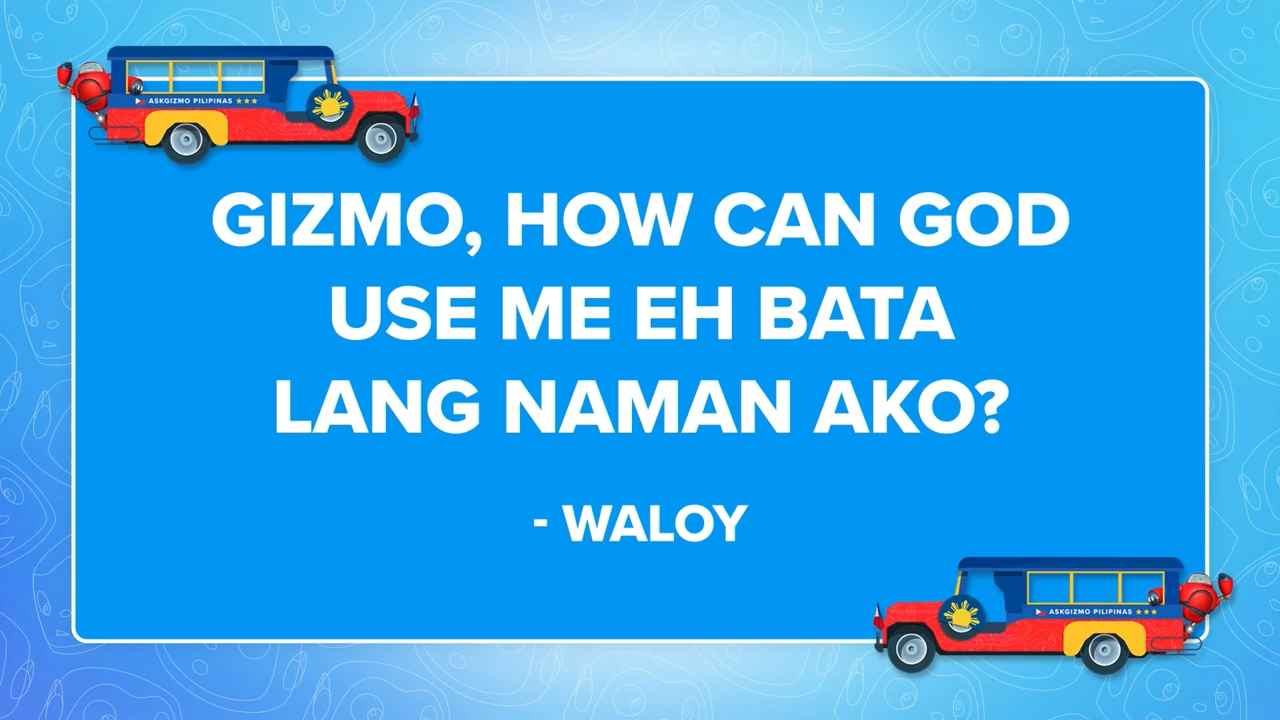 ASKGIZMO PILIPINAS
GIZMO, HOW CAN GOD
USE ME EH BATA
LANG NAMAN AKO?
- WALOY
ASKGIZMO PILIPINAS